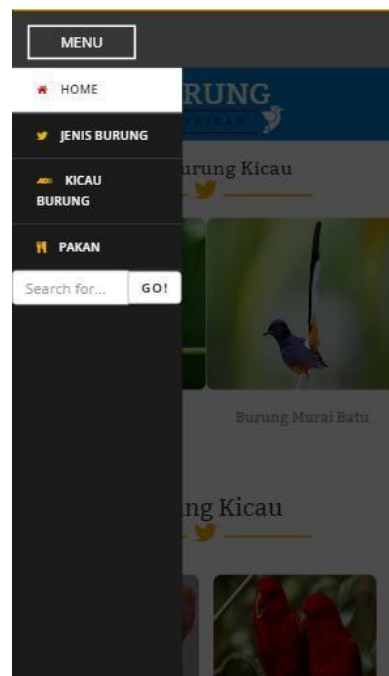 MENU
HOME
RUNG
JENIS BURUNG
urung Kicau
KICAU
BURUNG
PAKAN
Search for... GO!
Burung Murai Batu
ng Kicau